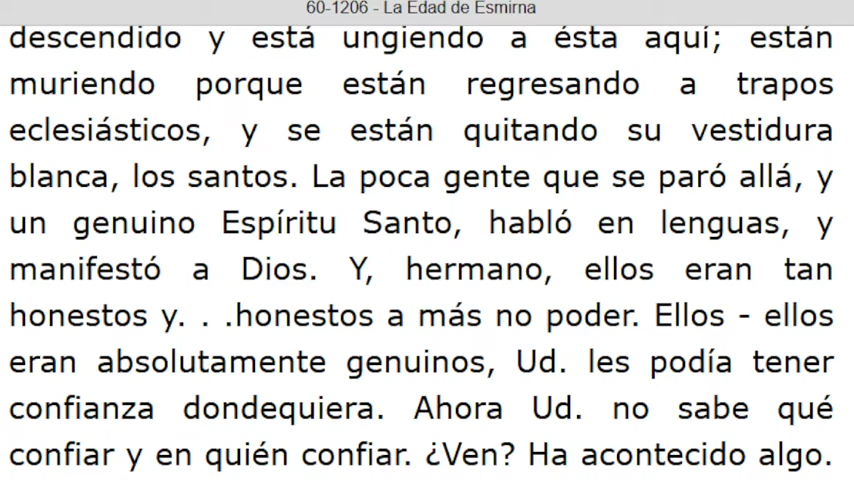 60-1206 - La Edad de Esmirna
descendido y está ungiendo a ésta aquí; están
muriendo porque están regresando a trapos
eclesiásticos, y se están quitando su vestidura
blanca, los santos. La poca gente que se paró allá, y
un genuino Espíritu Santo, habló en lenguas, y
manifestó a Dios. Y, hermano, ellos eran tan
honestos y. . .honestos a más no poder. Ellos - ellos
eran absolutamente genuinos, Ud. les podía tener
confianza dondequiera. Ahora Ud. no sabe qué
confiar y en quién confiar. ¿Ven? Ha acontecido algo.